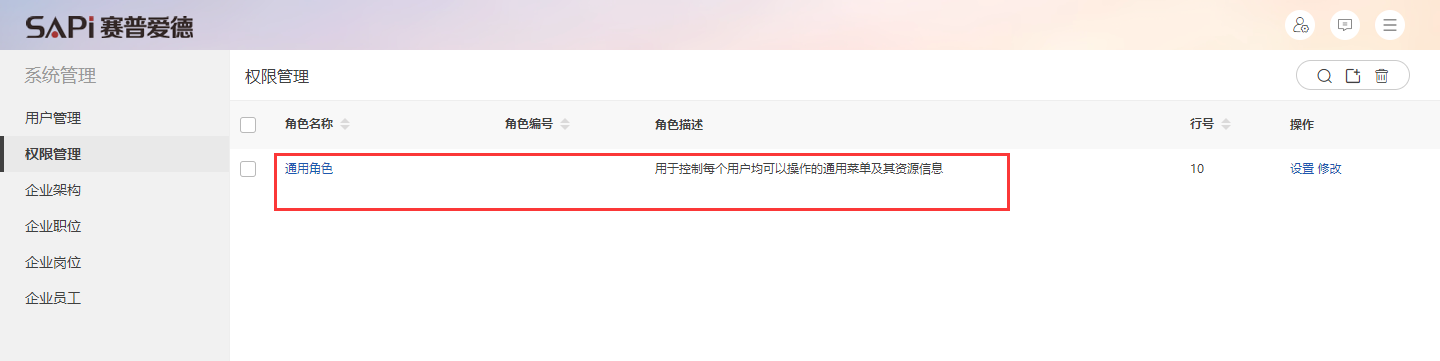 SAPi 赛普爱德
系统管理
用户管理
权限管理
企业架构
企业职位
企业岗位
企业员工
权限管理
角色名称 角色编号 角色描述 行号 操作
通用角色 用于控制每个用户均可以操作的通用菜单及其资源信息 10 设置 修改